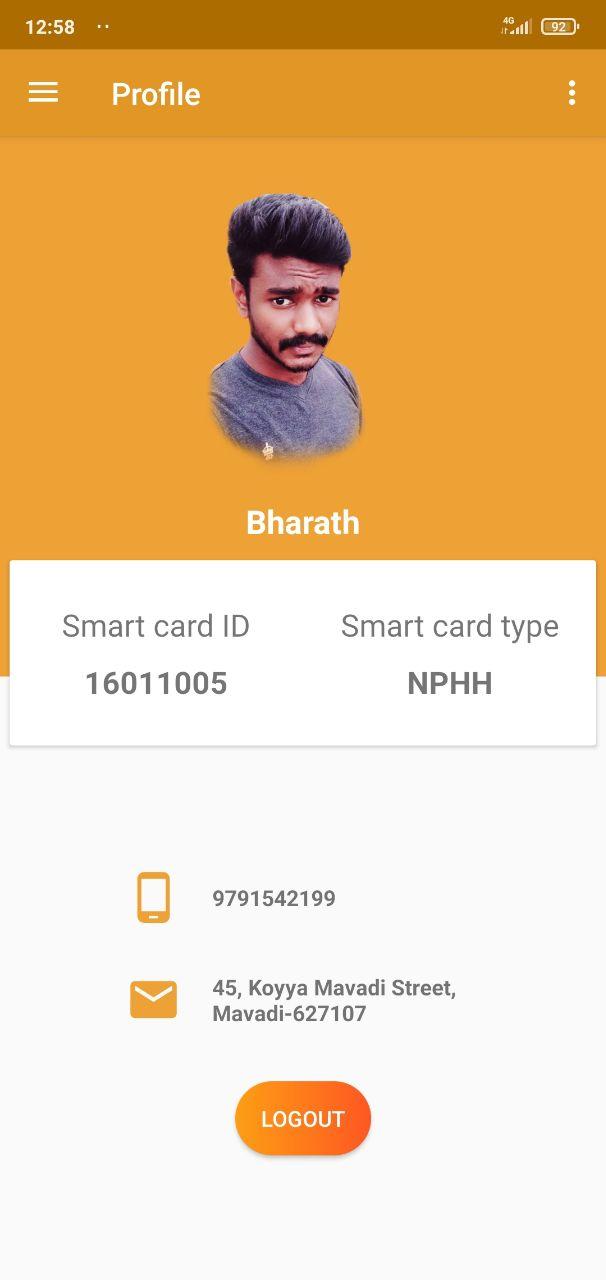 12:58
4G
92
Profile
Bharath
Smart card ID
Smart card type
16011005
NPHH
9791542199
45, Koyya Mavadi Street,
Mavadi-627107
LOGOUT